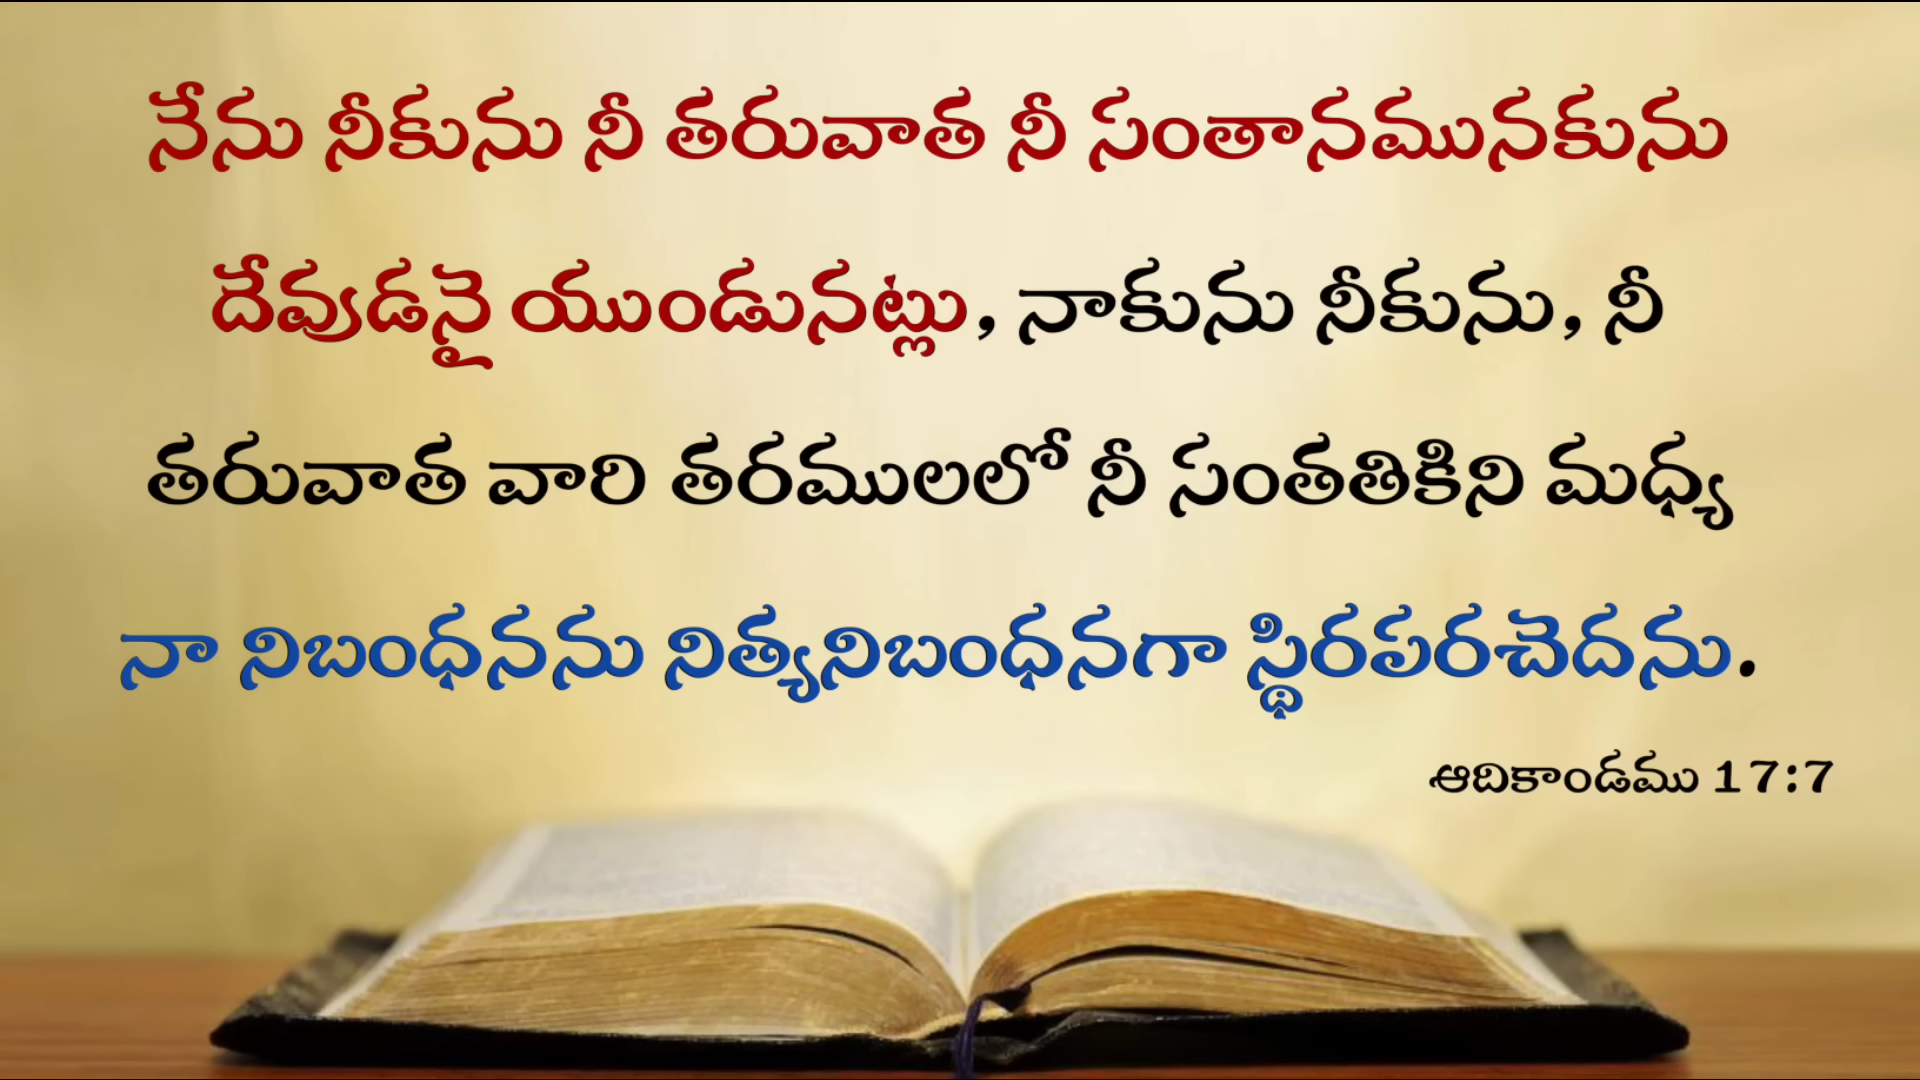 నేను నీకును నీ తరువాత నీ సంతానమునకును
దేవుడనై యుండునట్లు, నాకును నీకును, నీ
తరువాత వారి తరములలో నీ సంతతికిని మధ్య
నా నిబంధనను నిత్యనిబంధనగా స్థిరపరచెదను.
ఆదికాండము 17:7